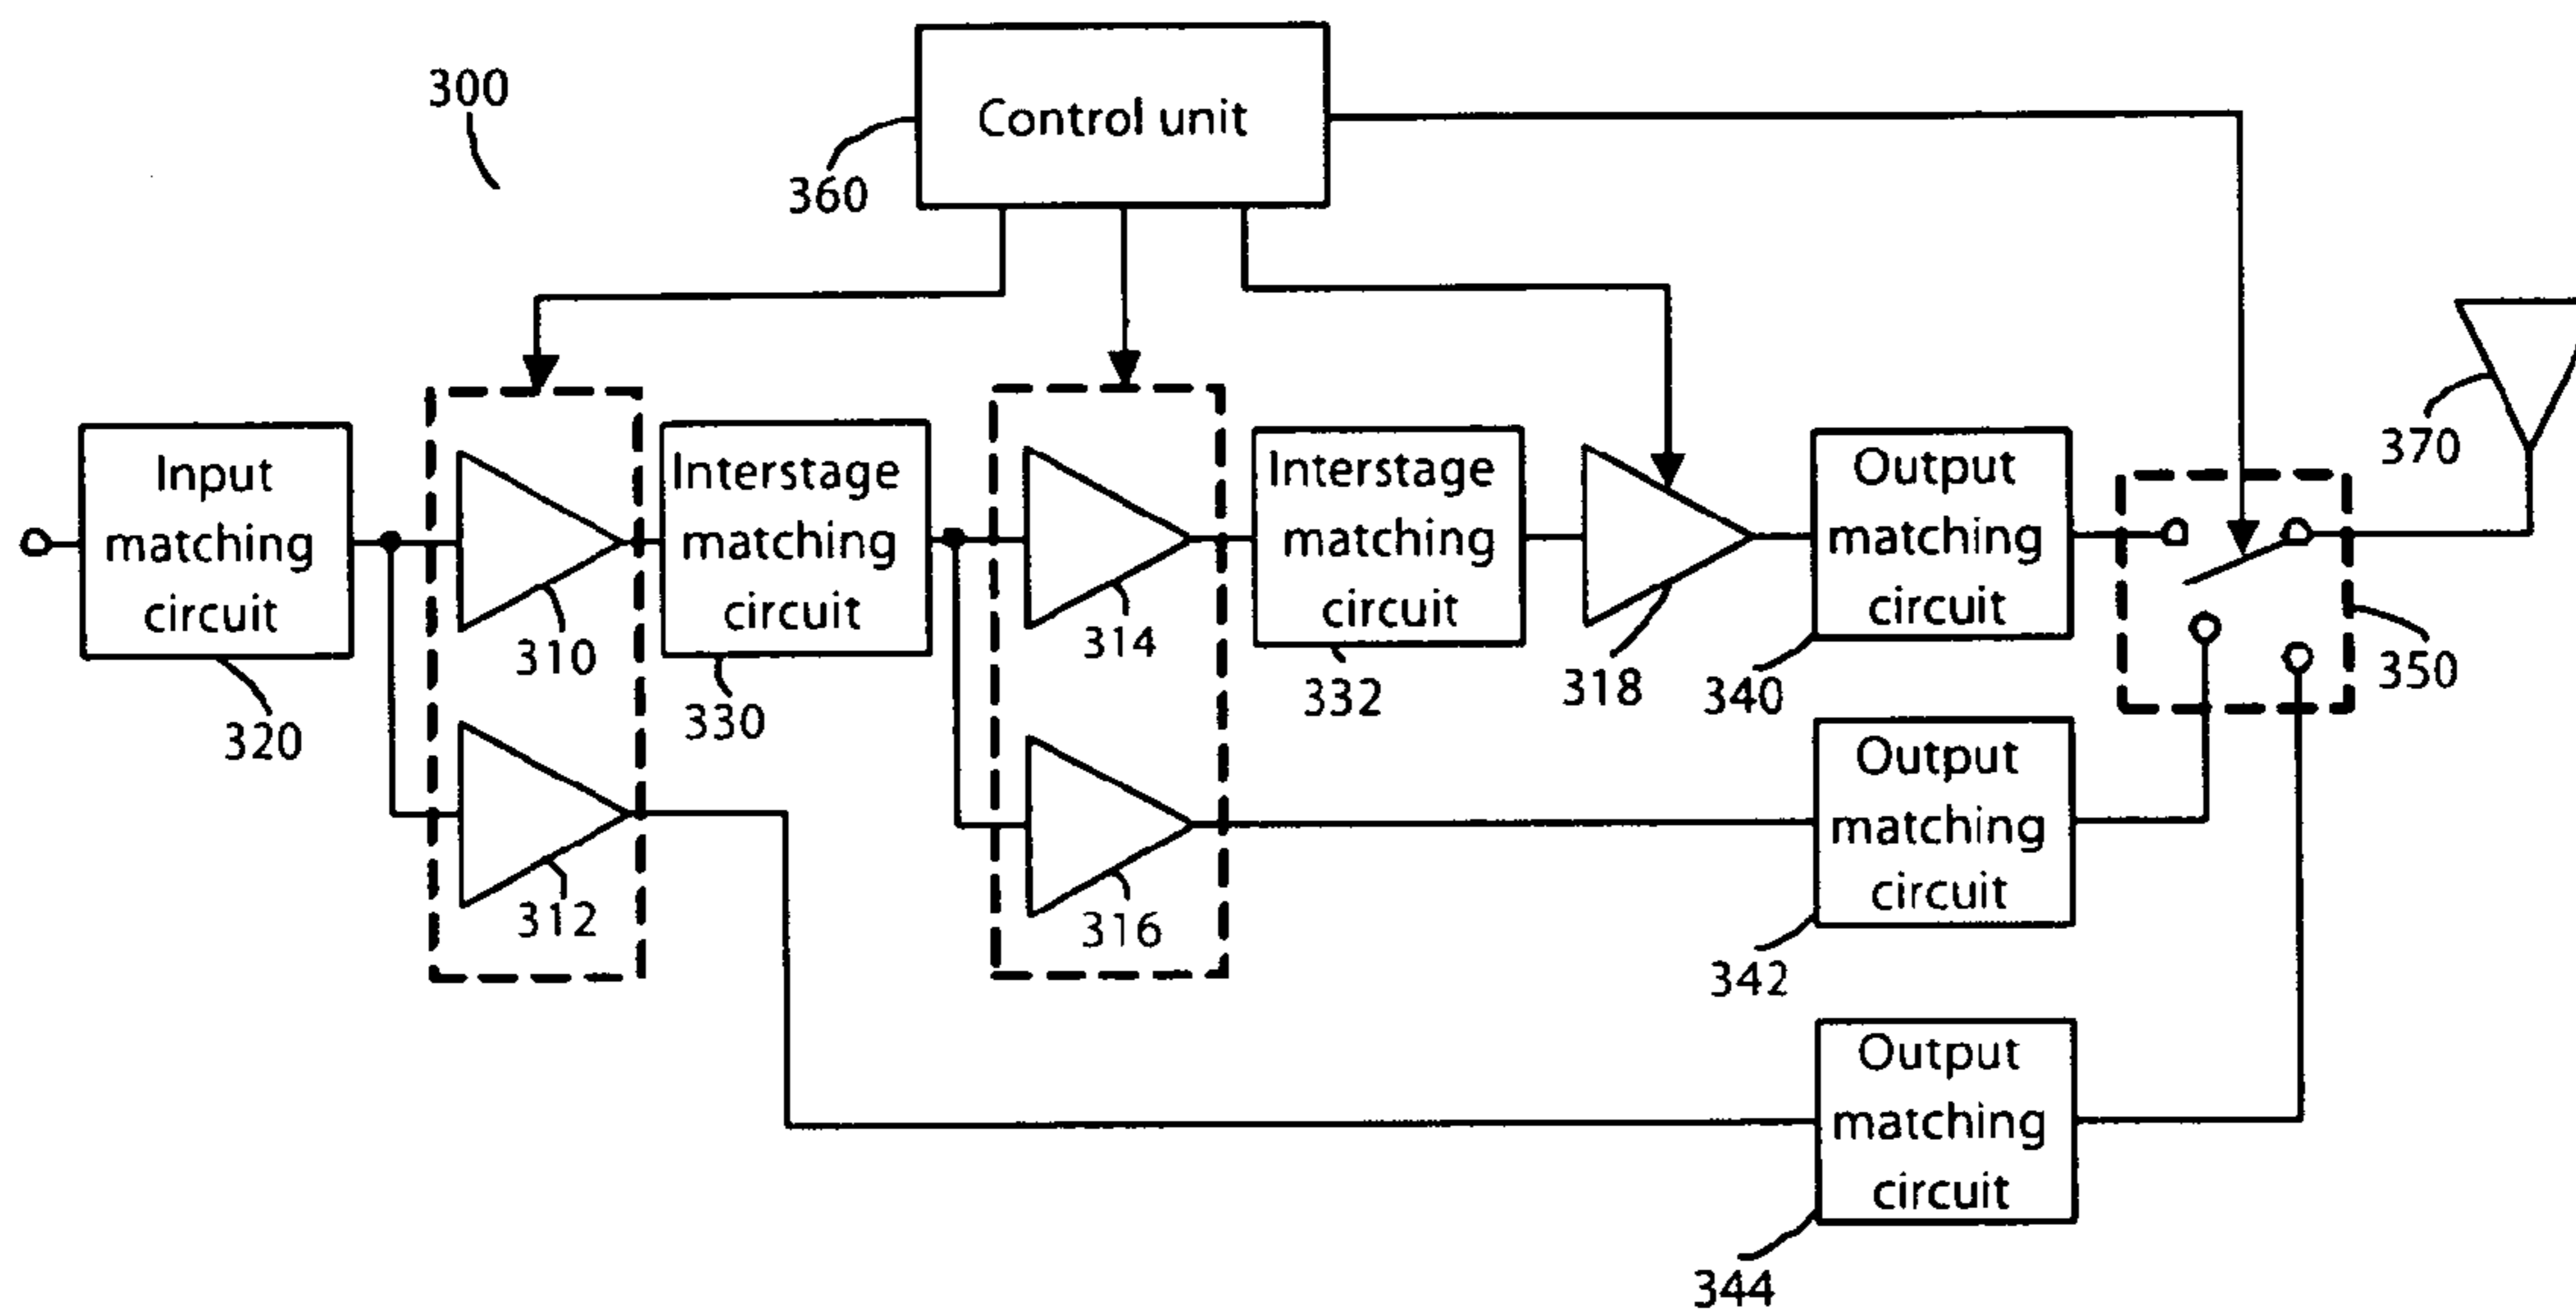 300
Control unit
360
370
Input
matching
circuit
320
310
312
Interstage
matching
circuit
330
314
316
Interstage
matching
circuit
332
318
Output
matching
circuit
340
350
Output
matching
circuit
342
Output
matching
circuit
344